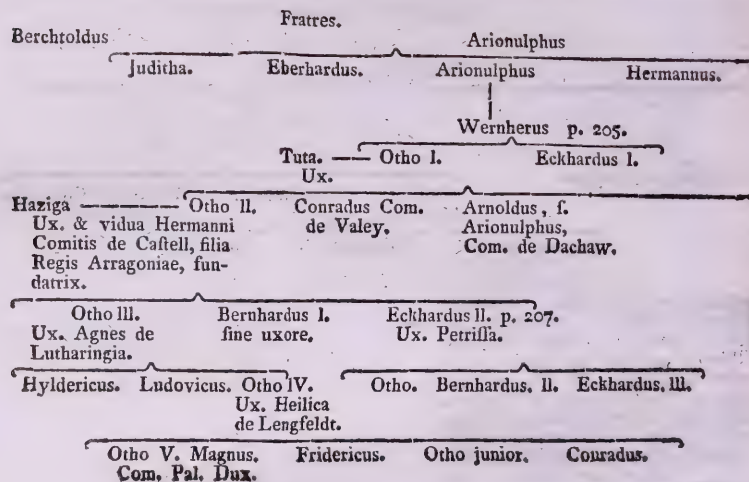 Fratres.
Berchtoldus Arionulphus
Juditha. Eberhardus. Arionulphus Hermannus.
Wernherus p. 205.
Tuta. Otho I. Eckhardus I.
Ux.
Haziga Otho II. Conradus Com. Arnoldus, ſ.
Ux. & vidua Hermanni de Valey. Arionulphus,
Comitis de Caſtell, filia Com. de Dachaw.
Regis Arragoniae, fun-
datrix.
Otho III. Bernhardus I. Eckhardus II. p. 207.
Ux. Agnes de ſine uxore. Ux. Petriſſa.
Lutharingia.
Hyldericus. Ludovicus. Otho IV. Otho. Bernhardus. II. Eckhardus. III.
Ux. Heilica
de Lengfeldt.
Otho V. Magnus. Fridericus. Otho junior. Conradus.
Com. Pal. Dux.